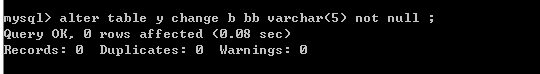 mysql> alter table y change b bb varchar(5) not null ;
Query OK, 0 rows affected (0.08 sec)
Records: 0  Duplicates: 0  Warnings: 0